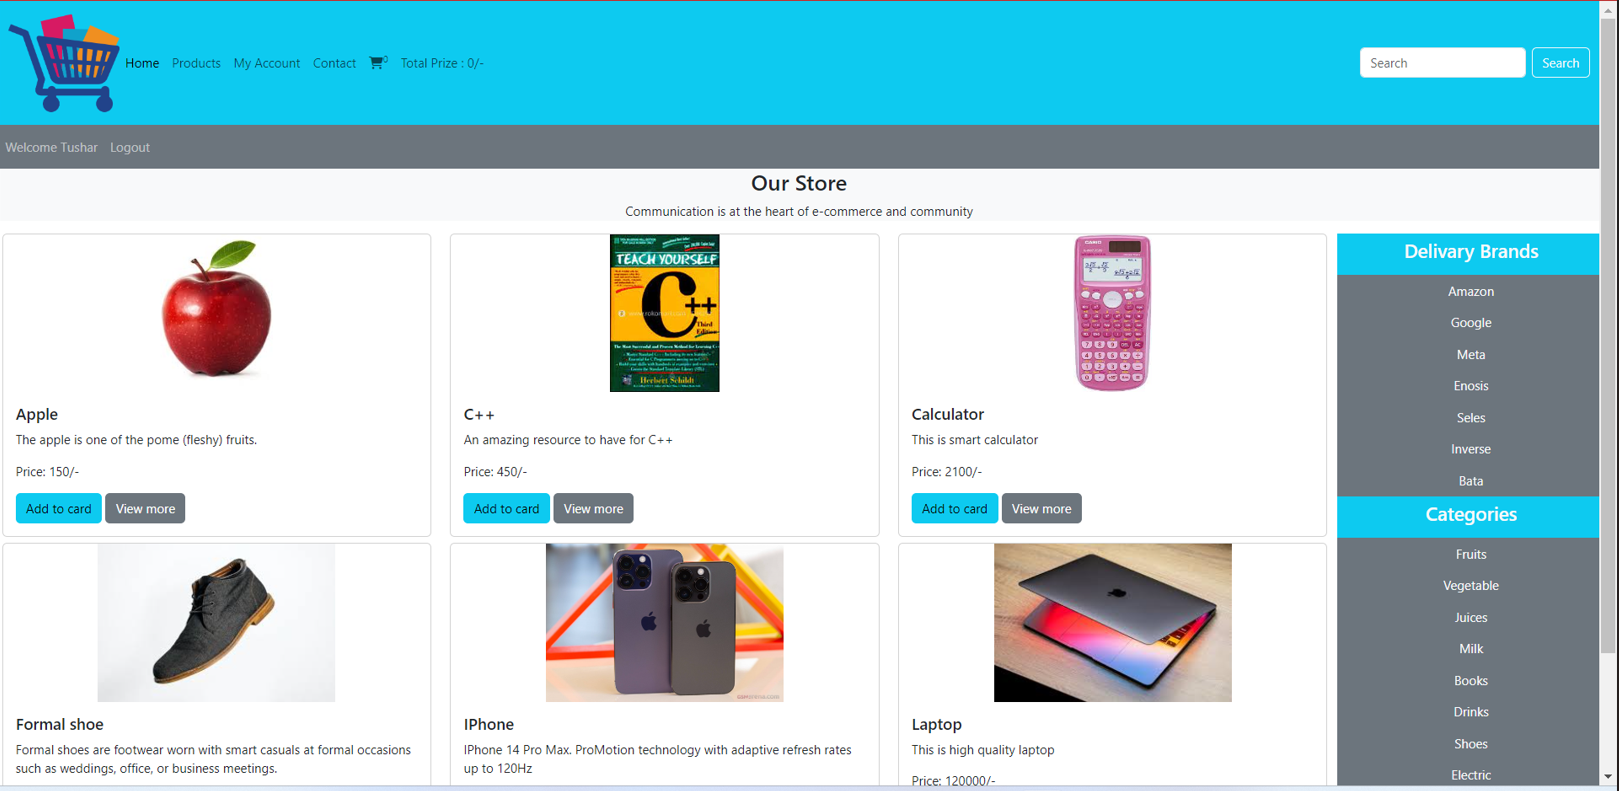 Home Products My Account Contact 0 Total Prize : 0/-
Search
Search
Welcome Tushar Logout
Our Store
Communication is at the heart of e-commerce and community
TEACH YOURSELF
C++
Third
Edition
Herbert Schildt
CASIO
Apple
The apple is one of the pome (fleshy) fruits.
Price: 150/-
Add to card View more
C++
An amazing resource to have for C++
Price: 450/-
Add to card View more
Calculator
This is smart calculator
Price: 2100/-
Add to card View more
Formal shoe
Formal shoes are footwear worn with smart casuals at formal occasions
such as weddings, office, or business meetings.
IPhone
IPhone 14 Pro Max. ProMotion technology with adaptive refresh rates
up to 120Hz
Laptop
This is high quality laptop
Price: 120000/-
Delivary Brands
Amazon
Google
Meta
Enosis
Seles
Inverse
Bata
Categories
Fruits
Vegetable
Juices
Milk
Books
Drinks
Shoes
Electric